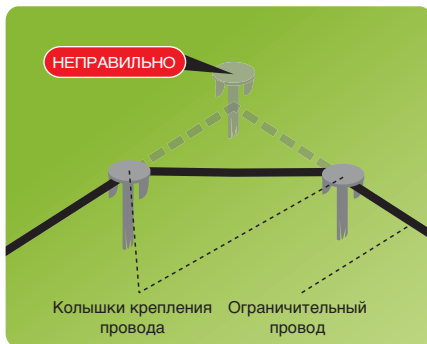 НЕПРАВИЛЬНО
Колышки крепления
провода
Ограничительный
провод